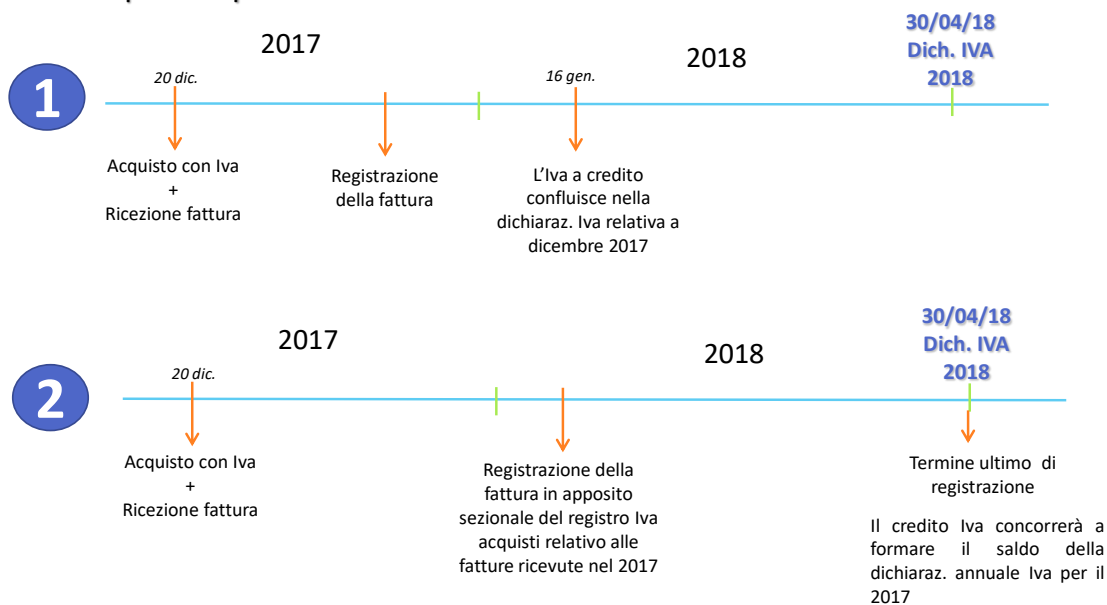 2017
2018
30/04/18
Dich. IVA
2018
1
20 dic.
16 gen.
Acquisto con Iva
+
Ricezione fattura
Registrazione
della fattura
L'Iva a credito
confluisce nella
dichiaraz. Iva relativa a
dicembre 2017
2017
2018
30/04/18
Dich. IVA
2018
2
20 dic.
Acquisto con Iva
+
Ricezione fattura
Registrazione della
fattura in apposito
sezionale del registro Iva
acquisti relativo alle
fatture ricevute nel 2017
Termine ultimo di
registrazione
Il credito Iva concorrerà a
formare il saldo della
dichiaraz. annuale Iva per il
2017